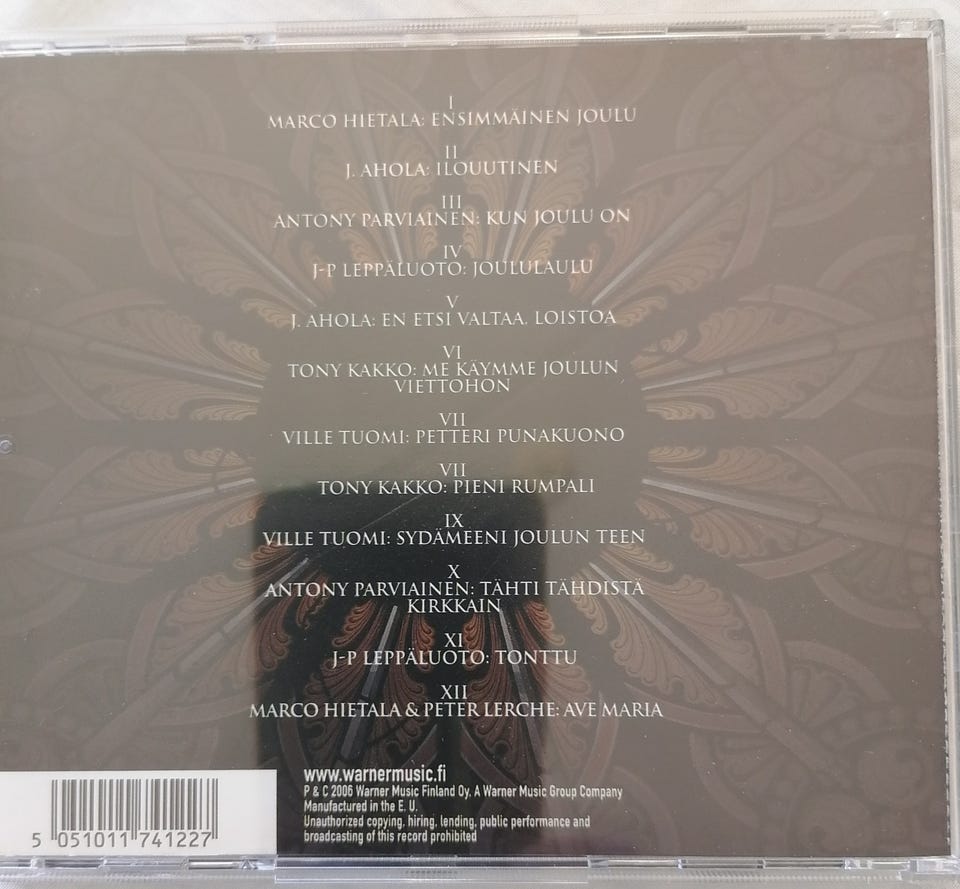 I
MARCO HIETALA: ENSIMMÄINEN JOULU
II
J. AHOLA: ILOUUTINEN
III
ANTONY PARVIAINEN: KUN JOULU ON
IV
J-P LEPPÄLUOTO: JOULULAULU
V
J. AHOLA: EN ETSI VALTAA, LOISTOA
VI
TONY KAKKO: ME KÄYMME JOULUN
VIETTOHON
VII
VILLE TUOMI: PETTERI PUNAKUONO
VII
TONY KAKKO: PIENI RUMPALI
IX
VILLE TUOMI: SYDÄMEENI JOULUN TEEN
X
ANTONY PARVIAINEN: TÄHTI TÄHDISTÄ
KIRKKAIN
XI
J-P LEPPÄLUOTO: TONTTU
XII
MARCO HIETALA & PETER LERCHE: AVE MARIA
www.warnermusic.fi
P & C 2006 Warner Music Finland Oy. A Warner Music Group Company
Manufactured in the E. U.
Unauthorized copying, hiring, lending, public performance and
broadcasting of this record prohibited
5 051011 741227